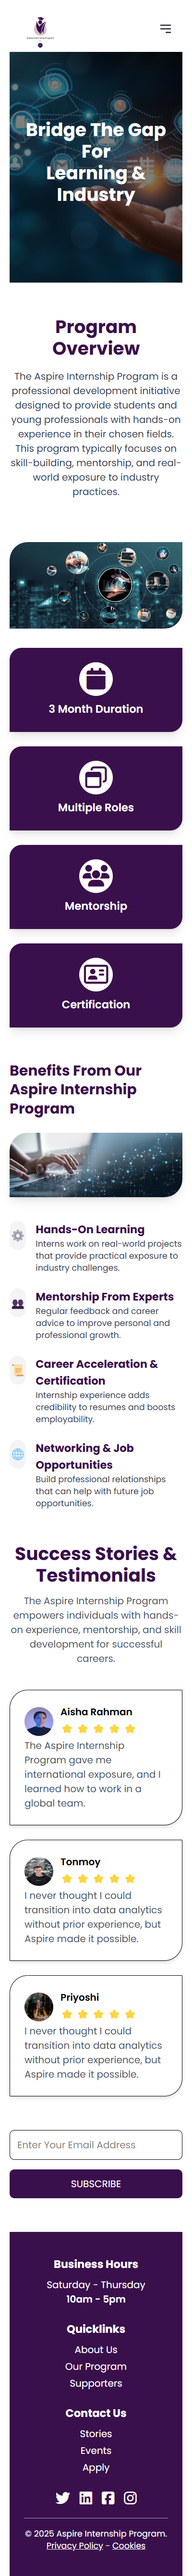 Aspire Internship Program
Bridge The Gap
For
Learning &
Industry
Program
Overview
The Aspire Internship Program is a
professional development initiative
designed to provide students and
young professionals with hands-on
experience in their chosen fields.
This program typically focuses on
skill-building, mentorship, and real-
world exposure to industry
practices.
3 Month Duration
Multiple Roles
Mentorship
Certification
Benefits From Our
Aspire Internship
Program
Hands-On Learning
Interns work on real-world projects
that provide practical exposure to
industry challenges.
Mentorship From Experts
Regular feedback and career
advice to improve personal and
professional growth.
Career Acceleration &
Certification
Internship experience adds
credibility to resumes and boosts
employability.
Networking & Job
Opportunities
Build professional relationships
that can help with future job
opportunities.
Success Stories &
Testimonials
The Aspire Internship Program
empowers individuals with hands-
on experience, mentorship, and skill
development for successful
careers.
Aisha Rahman
The Aspire Internship
Program gave me
international exposure, and I
learned how to work in a
global team.
Tonmoy
I never thought I could
transition into data analytics
without prior experience, but
Aspire made it possible.
Priyoshi
I never thought I could
transition into data analytics
without prior experience, but
Aspire made it possible.
Enter Your Email Address
SUBSCRIBE
Business Hours
Saturday - Thursday
10am - 5pm
Quicklinks
About Us
Our Program
Supporters
Contact Us
Stories
Events
Apply
© 2025 Aspire Internship Program.
Privacy Policy - Cookies